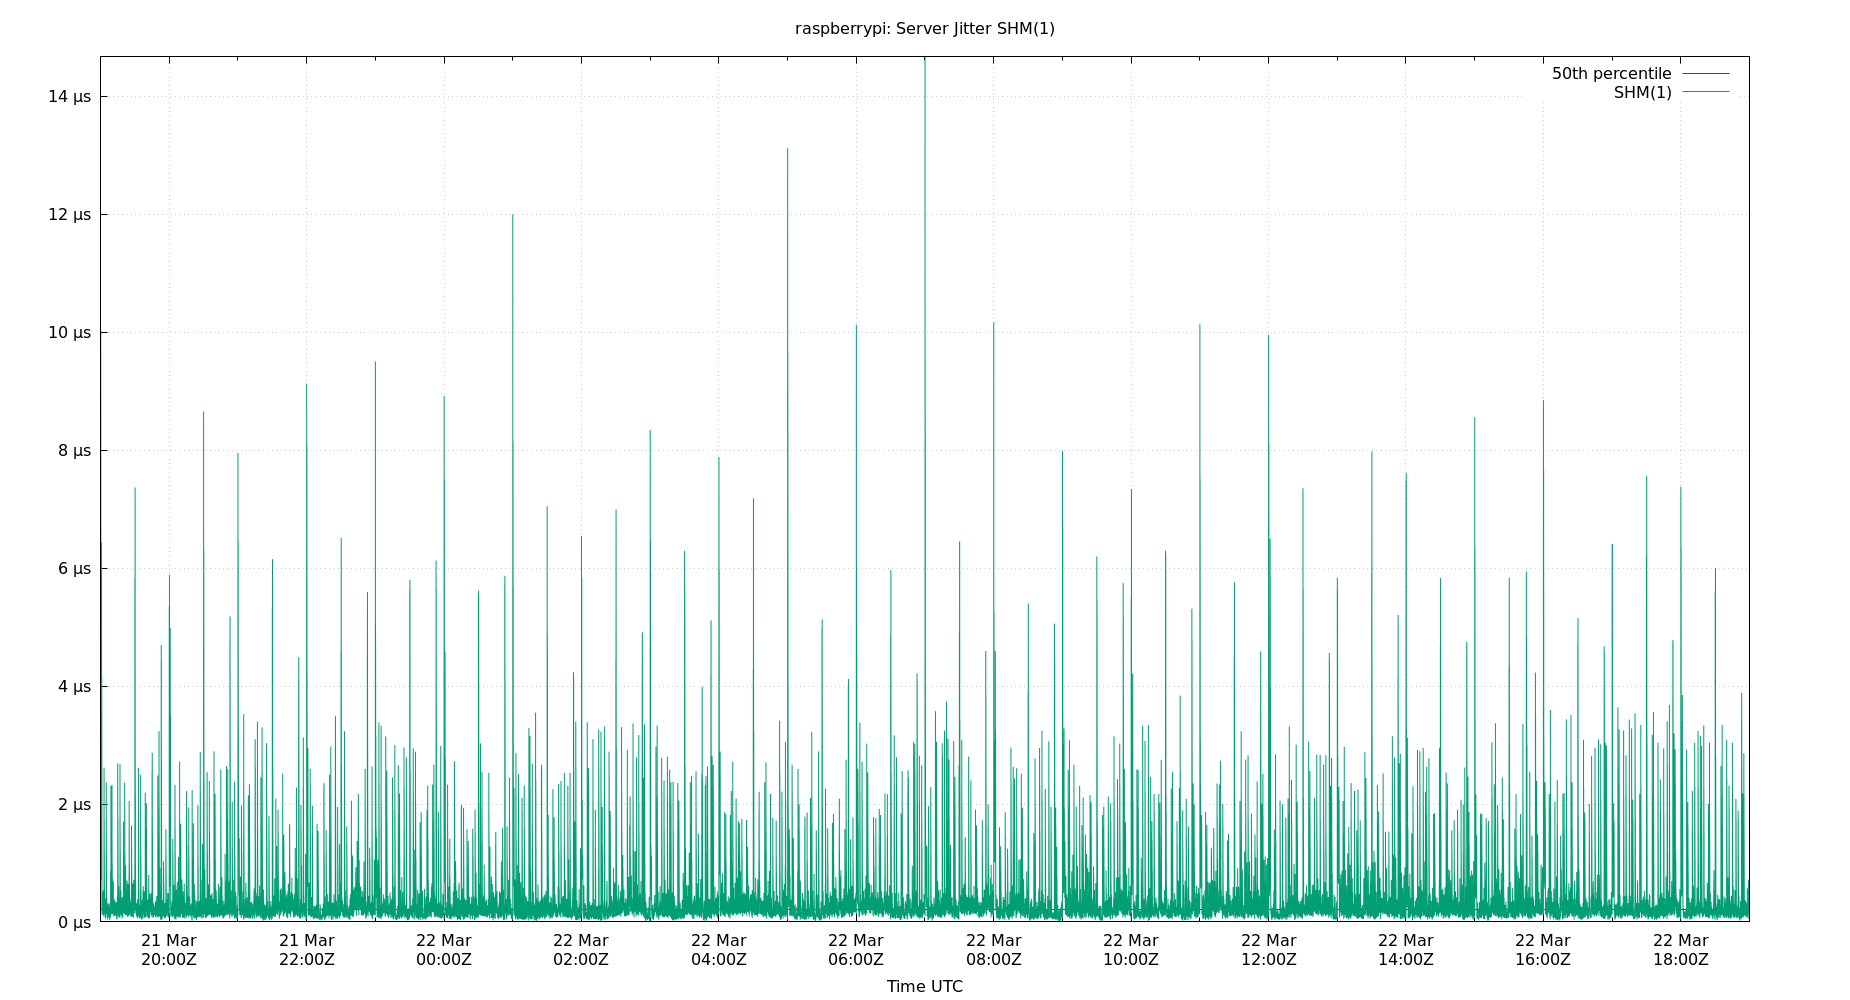 raspberrypi: Server Jitter SHM(1)
50th percentile
SHM(1)
14 µs
12 µs
10 µs
8 µs
6 µs
4 µs
2 µs
0 µs
21 Mar 21 Mar 22 Mar 22 Mar 22 Mar 22 Mar 22 Mar 22 Mar 22 Mar 22 Mar 22 Mar 22 Mar
20:00Z 22:00Z 00:00Z 02:00Z 04:00Z 06:00Z 08:00Z 10:00Z 12:00Z 14:00Z 16:00Z 18:00Z
Time UTC